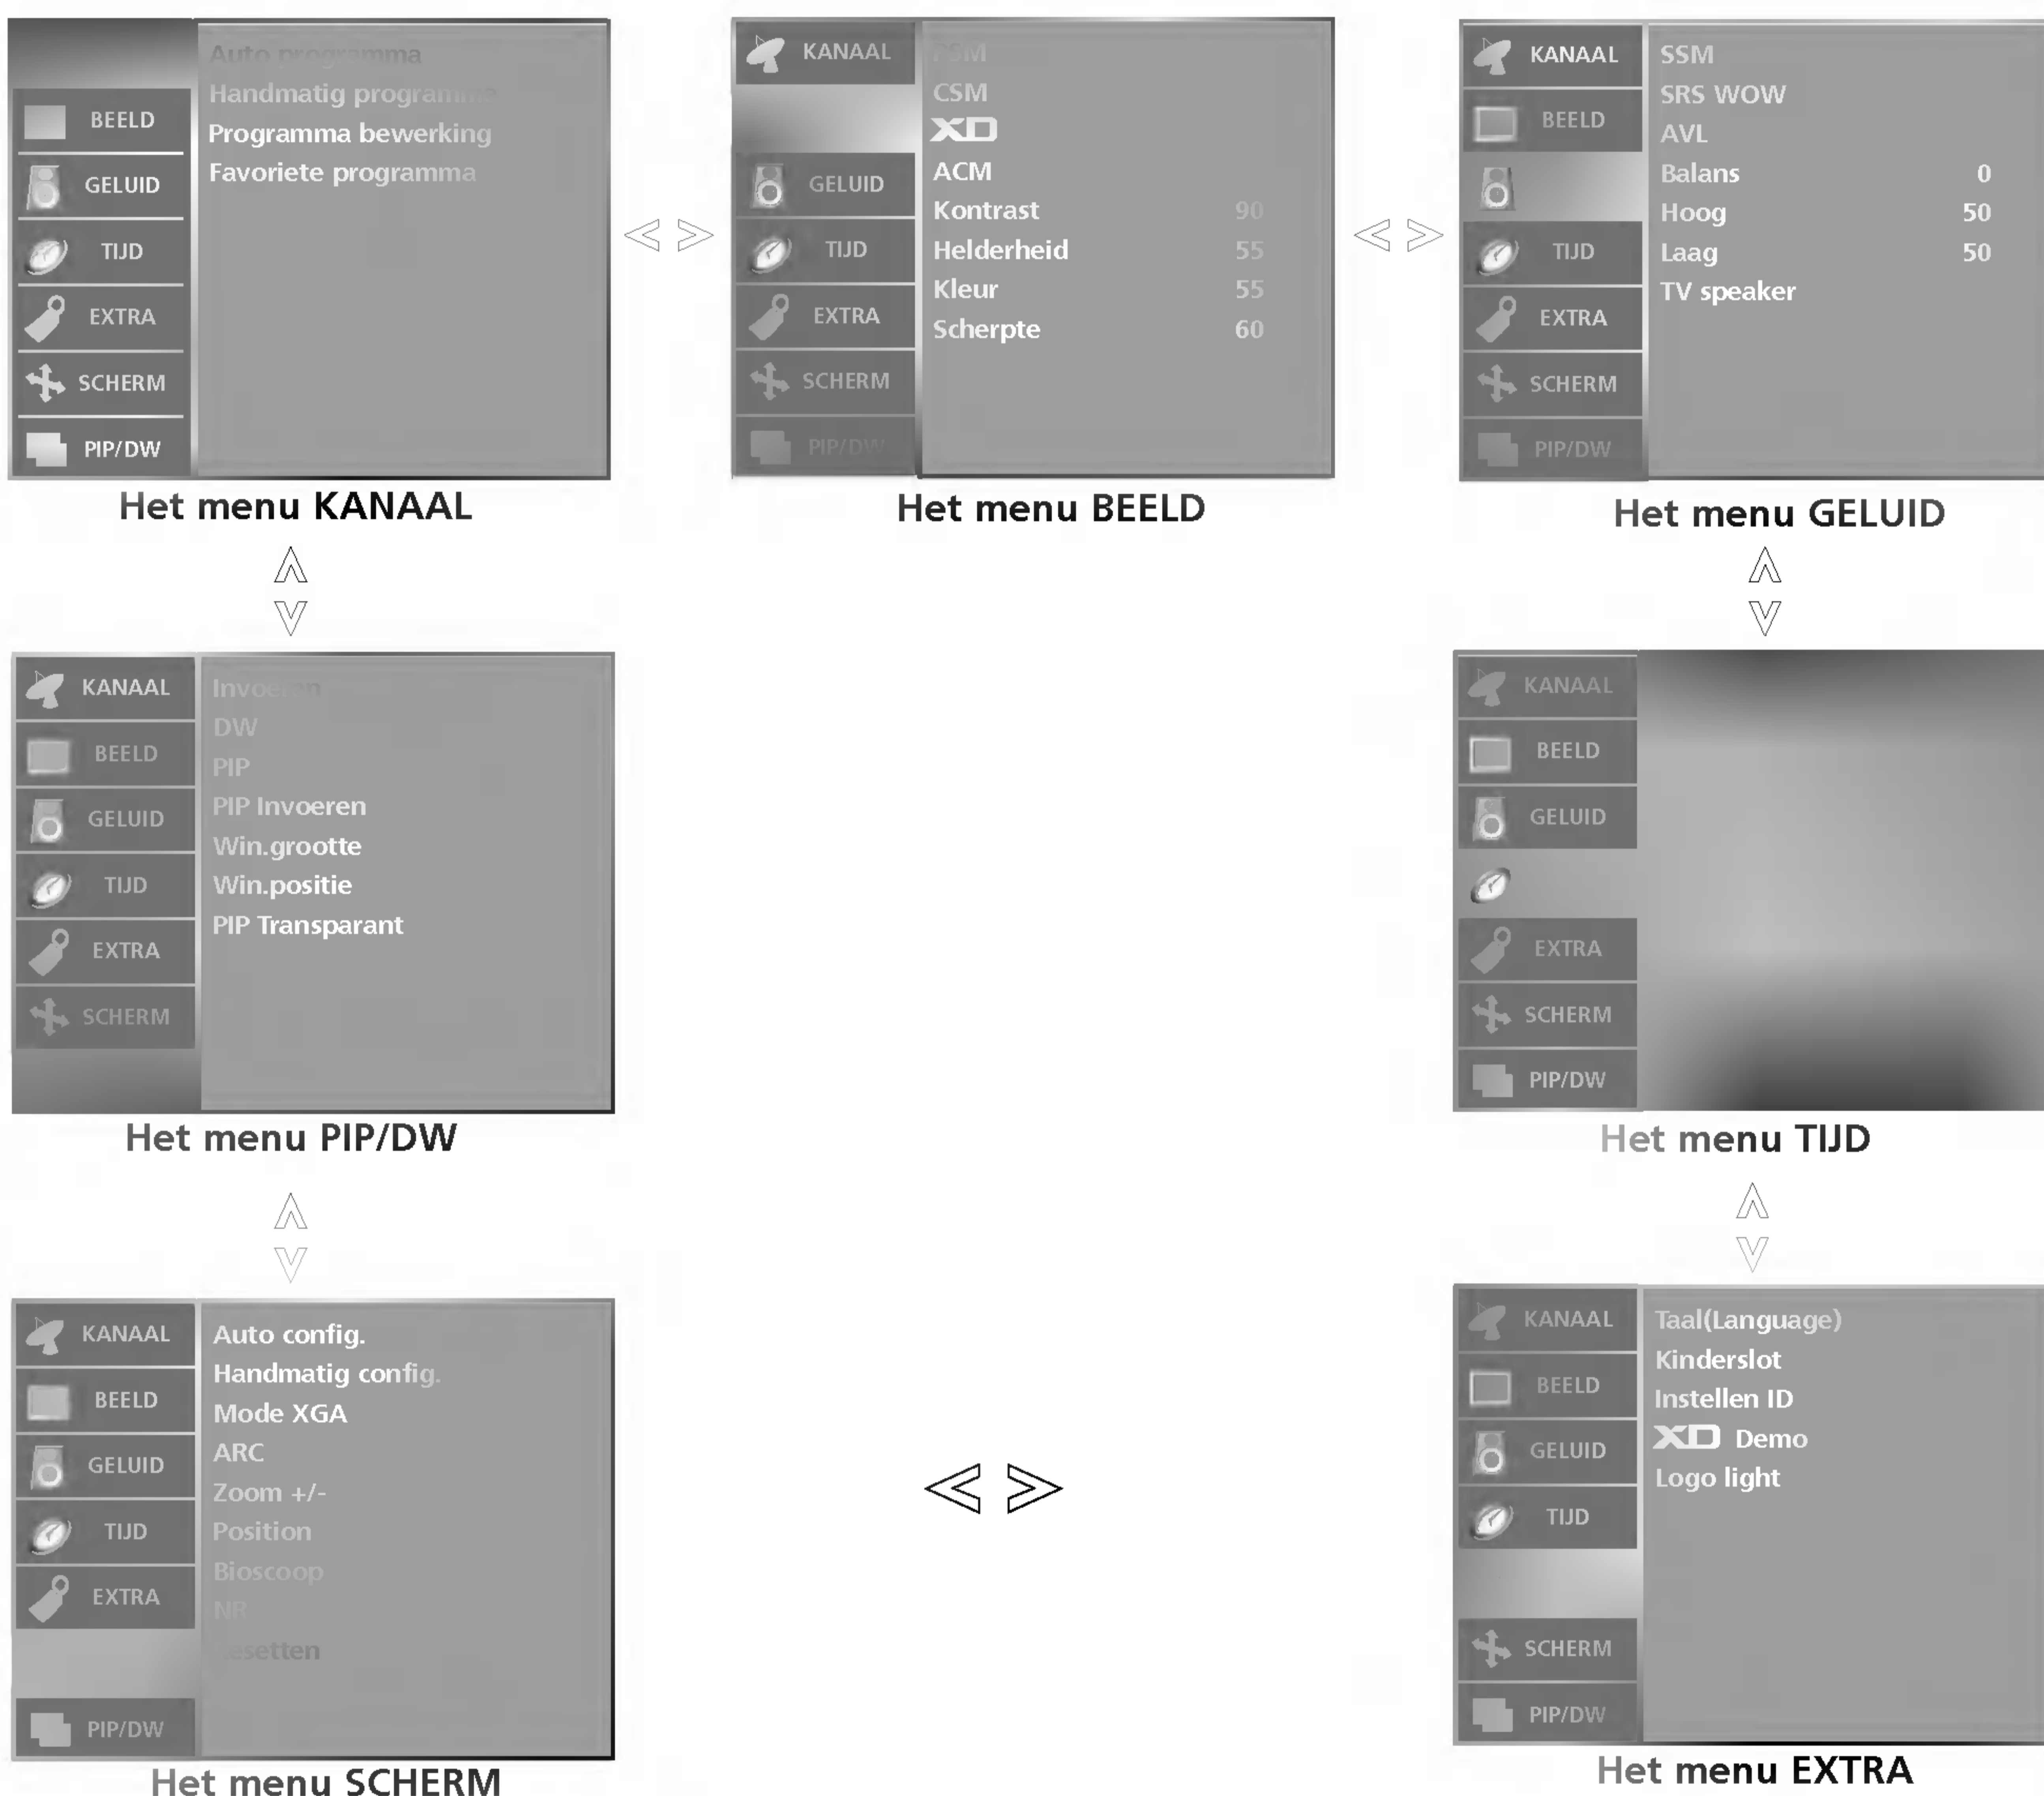 Auto programma
Handmatig programma
Programma bewerking
Favoriete programma
BEELD
GELUID
TIJD
EXTRA
SCHERM
PIP/DW
Het menu KANAAL
KANAAL
GELUID
TIJD
EXTRA
SCHERM
PIP/DW
PSM
CSM
XD
ACM
Kontrast 90
Helderheid 55
Kleur 55
Scherpte 60
Het menu BEELD
KANAAL
BEELD
TIJD
EXTRA
SCHERM
PIP/DW
SSM
SRS WOW
AVL
Balans 0
Hoog 50
Laag 50
TV speaker
Het menu GELUID
KANAAL
BEELD
GELUID
TIJD
EXTRA
SCHERM
Invoeren
DW
PIP
PIP Invoeren
Win.grootte
Win.positie
PIP Transparant
Het menu PIP/DW
KANAAL
BEELD
GELUID
EXTRA
SCHERM
PIP/DW
Het menu TIJD
KANAAL
BEELD
GELUID
TIJD
EXTRA
PIP/DW
Auto config.
Handmatig config.
Mode XGA
ARC
Zoom +/-
Position
Bioscoop
NR
Resetten
Het menu SCHERM
KANAAL
BEELD
GELUID
TIJD
SCHERM
PIP/DW
Taal(Language)
Kinderslot
Instellen ID
XD Demo
Logo light
Het menu EXTRA